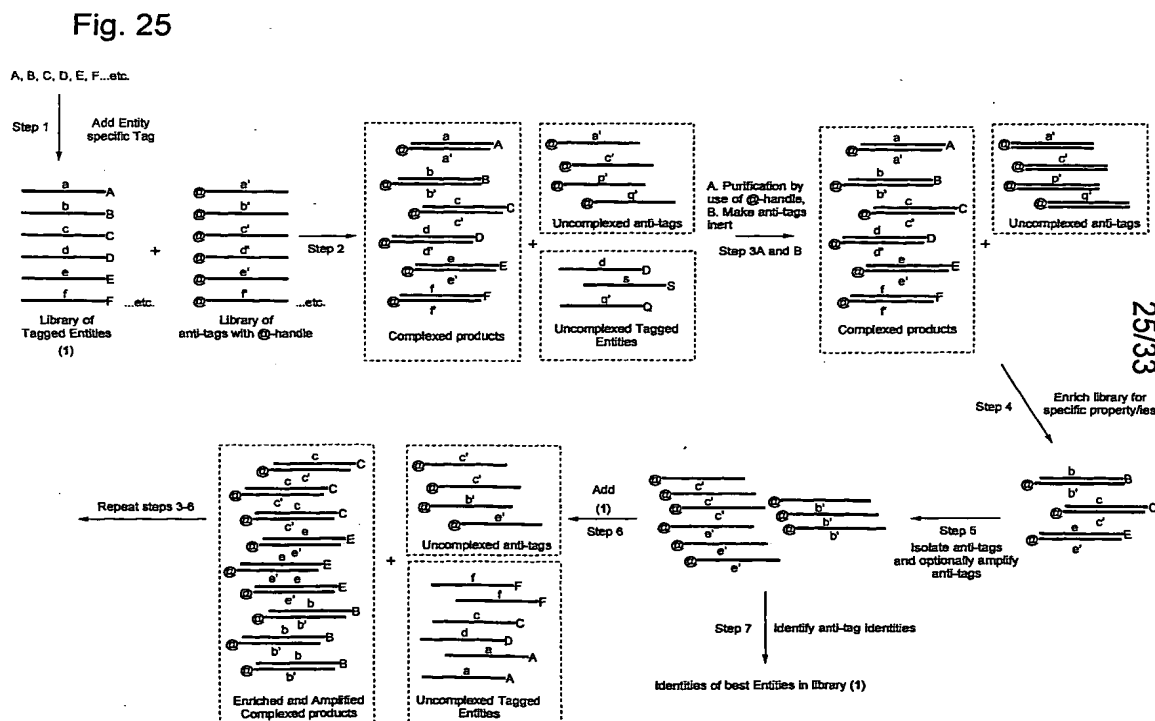 Fig. 25
A, B, C, D, E, F...etc.
Step 1
Add Entity
specific Tag
a
A
b
B
c
C
d
D
e
E
f
F ...etc.
Library of
Tagged Entities
(1)
+
@ a'
@ b'
@ c'
@ d'
@ e'
@ f' ...etc.
Library of
anti-tags with @-handle
Step 2
a
@ A
a'
b
@ B
b'
c
@ C
c'
d
@ D
d'
e
@ E
e'
f
@ F
f'
Complexed products
+
@ a'
@ c'
@ p'
@ q'
Uncomplexed anti-tags
d
D
s
S
q'
Q
Uncomplexed Tagged
Entities
A. Purification by
use of @-handle,
B. Make anti-tags
Inert
Step 3A and B
a
@ A
a'
b
@ B
b'
c
@ C
c'
d
@ D
d'
e
@ E
e'
f
@ F
f'
Complexed products
+
@ a'
@ c'
@ p'
@ q'
Uncomplexed anti-tags
25/33
Step 4
Enrich library for
specific property/ies
b
@ B
b'
c
@ C
c'
e
@ E
e'
Step 5
Isolate anti-tags
and optionally amplify
anti-tags
@ c'
@ c'
@ c'
@ e'
@ e'
@ b'
@ b'
@ b'
Step 7
Identify anti-tag identities
Identities of best Entities in library (1)
Add
(1)
Step 6
@ c'
@ c'
@ b'
@ e'
Uncomplexed anti-tags
f
F
f
F
c
C
d
D
a
A
a
A
Uncomplexed Tagged
Entities
+
c
@ C
c'
c
@ C
c'
c
@ C
c'
e
@ E
e'
e
@ E
e'
e
@ E
e'
b
@ B
b'
b
@ B
b'
b
@ B
b'
Enriched and Amplified
Complexed products
Repeat steps 3-6